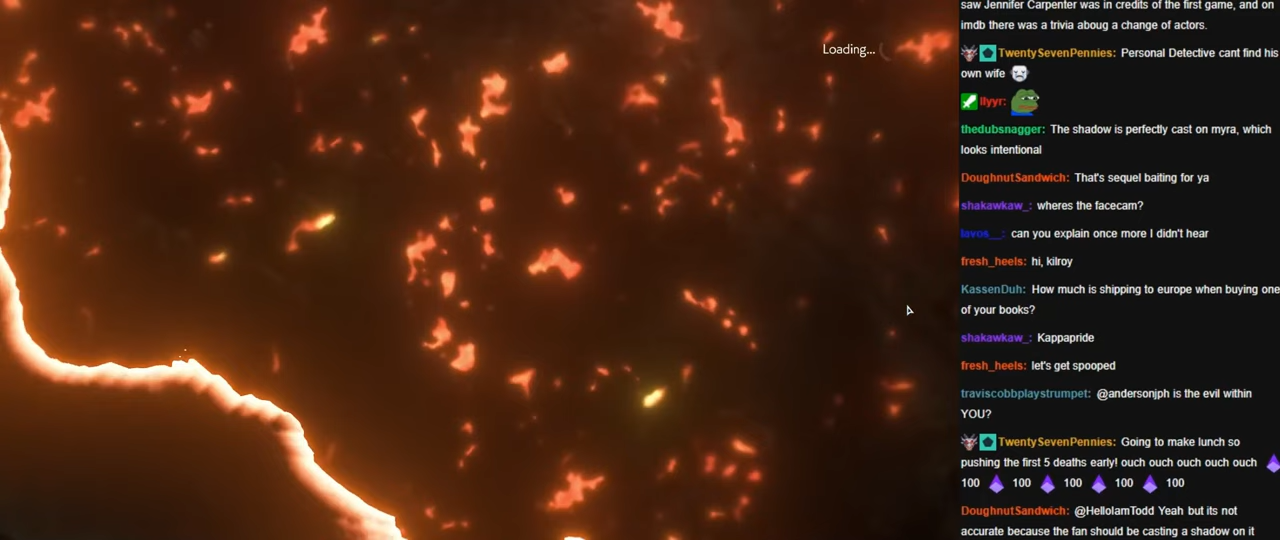 Loading...
saw Jennifer Carpenter was in credits of the first game, and on
imdb there was a trivia aboug a change of actors.
TwentySevenPennies: Personal Detective cant find his
own wife
llyyr:
thedubsnagger: The shadow is perfectly cast on myra, which
looks intentional
DoughnutSandwich: That's sequel baiting for ya
shakawkaw_: wheres the facecam?
lavos__: can you explain once more I didn't hear
fresh_heels: hi, kilroy
KassenDuh: How much is shipping to europe when buying one
of your books?
shakawkaw_: Kappapride
fresh_heels: let's get spooped
traviscobbplaystrumpet: @andersonjph is the evil within
YOU?
TwentySevenPennies: Going to make lunch so
pushing the first 5 deaths early! ouch ouch ouch ouch ouch
100 100 100 100 100
DoughnutSandwich: @HelloIamTodd Yeah but its not
accurate because the fan should be casting a shadow on it